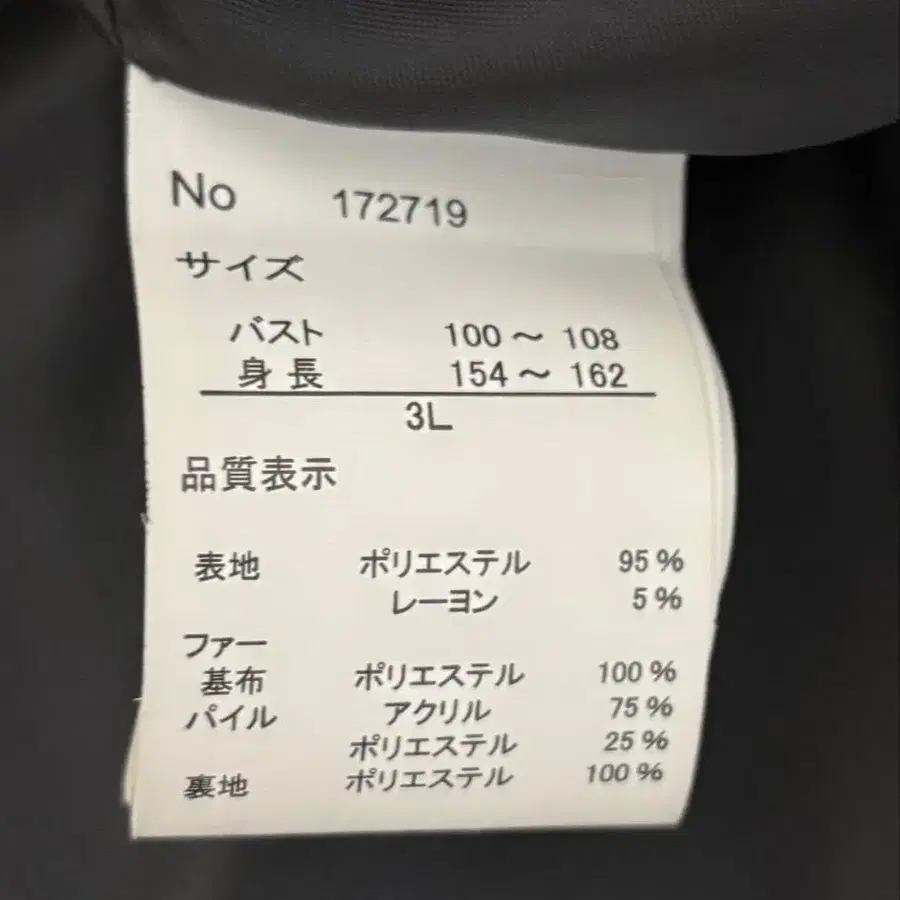 No 172719
サイズ
バスト 100～ 108
身長 154～ 162
3L
品質表示
表地 ポリエステル 95%
レーヨン 5%
ファー
基布 ポリエステル 100%
パイル アクリル 75%
ポリエステル 25%
裏地 ポリエステル 100%